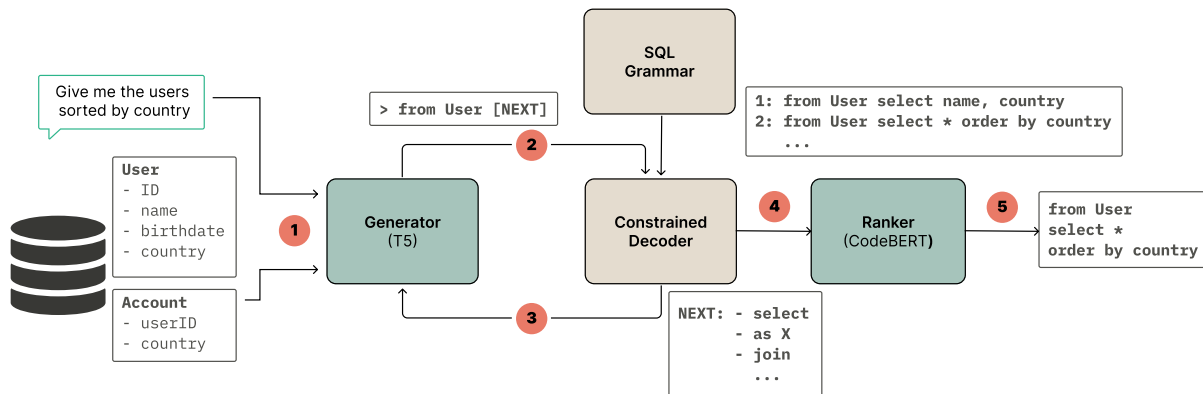 Give me the users
sorted by country
User
- ID
- name
- birthdate
- country
Account
- userID
- country
1
Generator
(T5)
> from User [NEXT]
2
3
SQL
Grammar
Constrained
Decoder
NEXT: - select
- as X
- join
...
4
1: from User select name, country
2: from User select * order by country
...
Ranker
(CodeBERT)
5
from User
select *
order by country